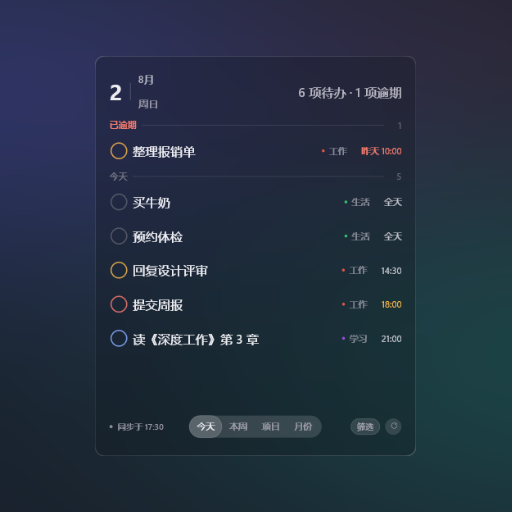 2
8月
周日
6 项待办 · 1 项逾期
已逾期 1
整理报销单 • 工作 昨天 10:00
今天 5
买牛奶 • 生活 全天
预约体检 • 生活 全天
回复设计评审 • 工作 14:30
提交周报 • 工作 18:00
读《深度工作》第 3 章 • 学习 21:00
• 同步于 17:30 今天 本周 项目 月份 筛选